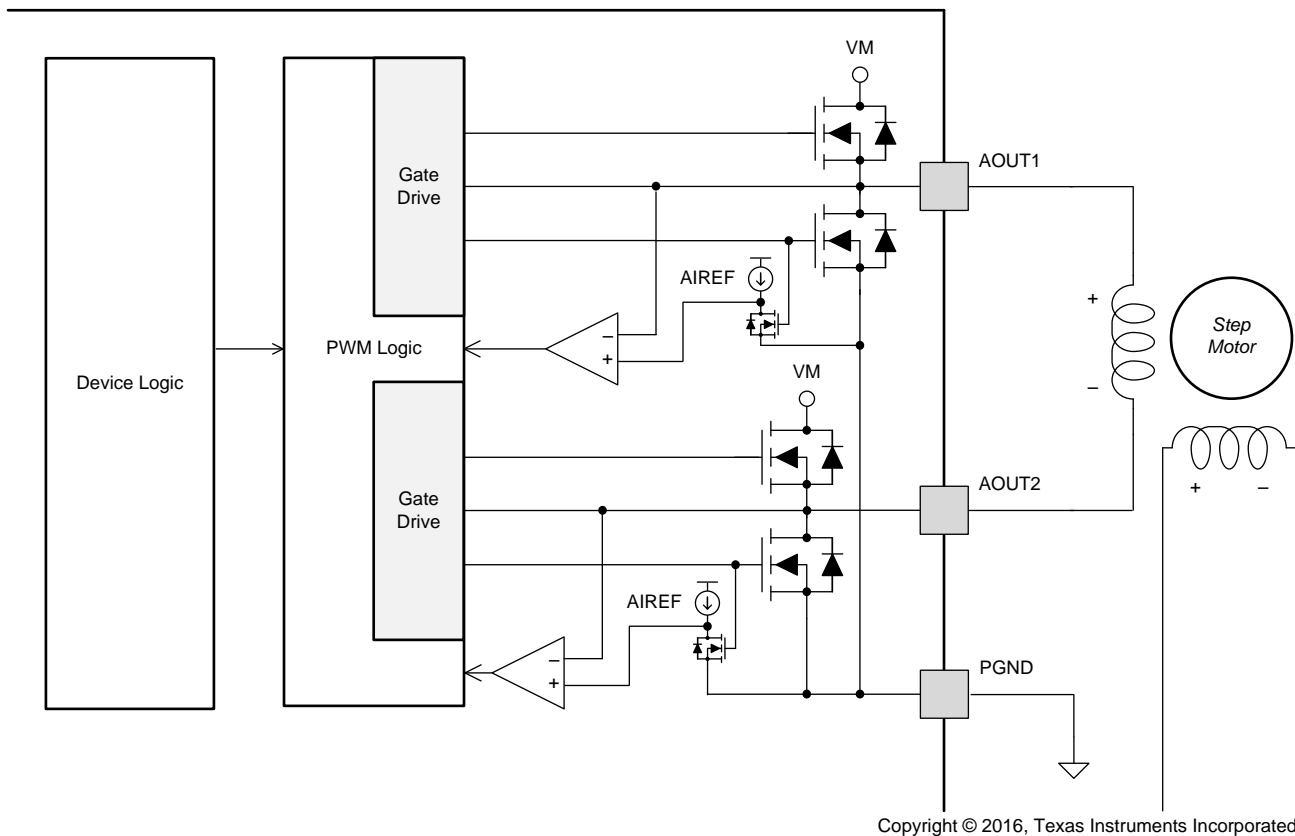 VM
AOUT1
Gate
Drive
AIREF
+
Step
Motor
−
+
PWM Logic
Device Logic
−
VM
+
−
AOUT2
Gate
Drive
AIREF
−
+
PGND
Copyright © 2016, Texas Instruments Incorporated